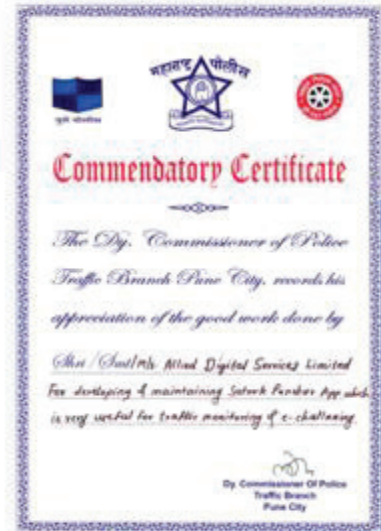 महाराष्ट्र पोलीस
पुणे पोलीस
Commendatory Certificate
The Dy. Commissioner of Police
Traffic Branch Pune City, records his
appreciation of the good work done by
Shri/Smt/M/s Allied Digital Services Limited
For developing & maintaining Satark Punekar App which
is very useful for traffic monitoring & e-challaning.
Dy. Commissioner Of Police
Traffic Branch
Pune City